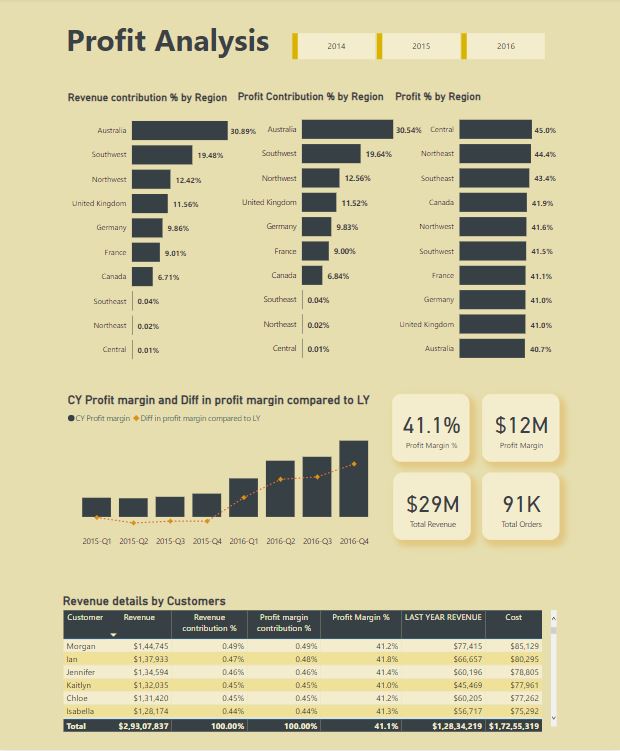 Profit Analysis
2014 2015 2016
Revenue contribution % by Region
Australia 30.89%
Southwest 19.48%
Northwest 12.42%
United Kingdom 11.56%
Germany 9.86%
France 9.01%
Canada 6.71%
Southeast 0.04%
Northeast 0.02%
Central 0.01%
Profit Contribution % by Region
Australia 30.54%
Southwest 19.64%
Northwest 12.56%
United Kingdom 11.52%
Germany 9.83%
France 9.00%
Canada 6.84%
Southeast 0.04%
Northeast 0.02%
Central 0.01%
Profit % by Region
Central 45.0%
Northeast 44.4%
Southeast 43.4%
Canada 41.9%
Northwest 41.6%
Southwest 41.5%
France 41.1%
Germany 41.0%
United Kingdom 41.0%
Australia 40.7%
CY Profit margin and Diff in profit margin compared to LY
CY Profit margin Diff in profit margin compared to LY
2015-Q1 2015-Q2 2015-Q3 2015-Q4 2016-Q1 2016-Q2 2016-Q3 2016-Q4
41.1%
Profit Margin %
$12M
Profit Margin
$29M
Total Revenue
91K
Total Orders
Revenue details by Customers
Customer Revenue Revenue contribution % Profit margin contribution % Profit Margin % LAST YEAR REVENUE Cost
Morgan $1,44,745 0.49% 0.49% 41.2% $77,415 $85,129
Ian $1,37,933 0.47% 0.48% 41.8% $66,657 $80,295
Jennifer $1,34,594 0.46% 0.46% 41.4% $60,196 $78,805
Kaitlyn $1,32,035 0.45% 0.45% 41.0% $45,469 $77,961
Chloe $1,31,420 0.45% 0.45% 41.2% $60,205 $77,262
Isabella $1,28,174 0.44% 0.44% 41.3% $56,717 $75,292
Total $2,93,07,837 100.00% 100.00% 41.1% $1,28,34,219 $1,72,55,319